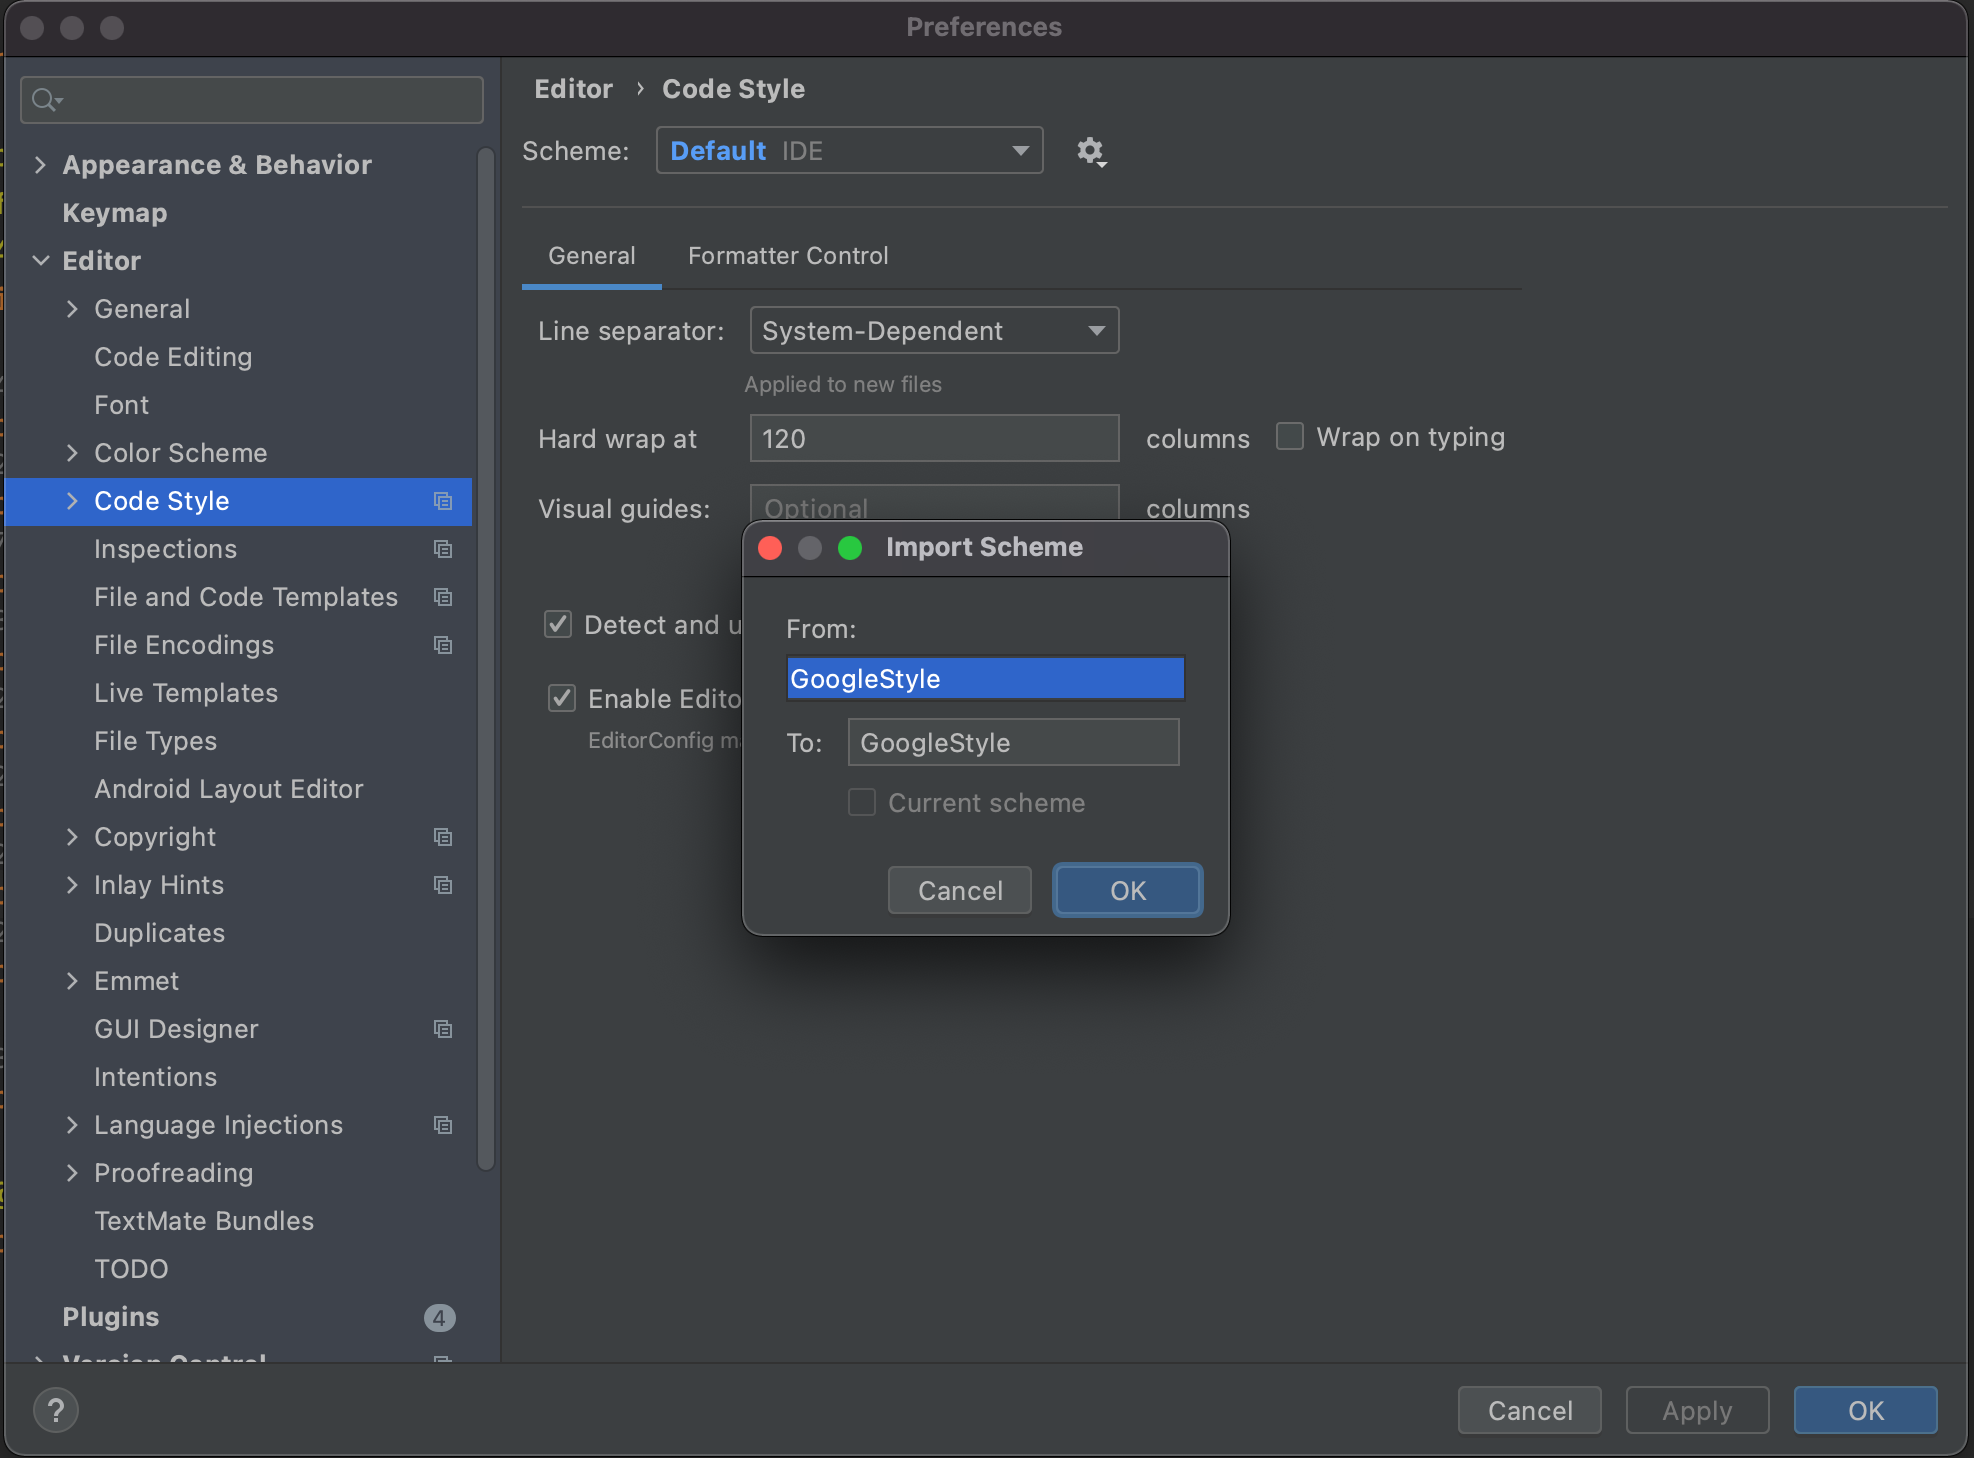 Preferences
Appearance & Behavior
Keymap
Editor
General
Code Editing
Font
Color Scheme
Code Style
Inspections
File and Code Templates
File Encodings
Live Templates
File Types
Android Layout Editor
Copyright
Inlay Hints
Duplicates
Emmet
GUI Designer
Intentions
Language Injections
Proofreading
TextMate Bundles
TODO
Plugins 4
Version Control
Editor › Code Style
Scheme: Default IDE
General Formatter Control
Line separator: System-Dependent
Applied to new files
Hard wrap at 120 columns Wrap on typing
Visual guides: Optional columns
Detect and u
Enable Edito
EditorConfig m
Import Scheme
From:
GoogleStyle
To: GoogleStyle
Current scheme
Cancel OK
? Cancel Apply OK